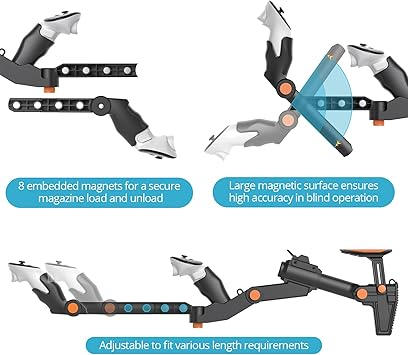 8 embedded magnets for a secure
magazine load and unload
Large magnetic surface ensures
high accuracy in blind operation
Adjustable to fit various length requirements